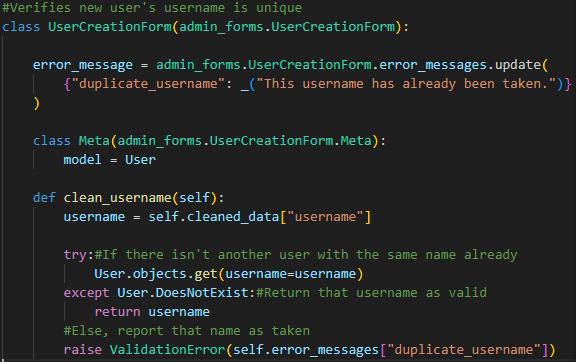 #Verifies new user's username is unique
class UserCreationForm(admin_forms.UserCreationForm):
error_message = admin_forms.UserCreationForm.error_messages.update(
{"duplicate_username": _("This username has already been taken.")}
)
class Meta(admin_forms.UserCreationForm.Meta):
model = User
def clean_username(self):
username = self.cleaned_data["username"]
try:#If there isn't another user with the same name already
User.objects.get(username=username)
except User.DoesNotExist:#Return that username as valid
return username
#Else, report that name as taken
raise ValidationError(self.error_messages["duplicate_username"])